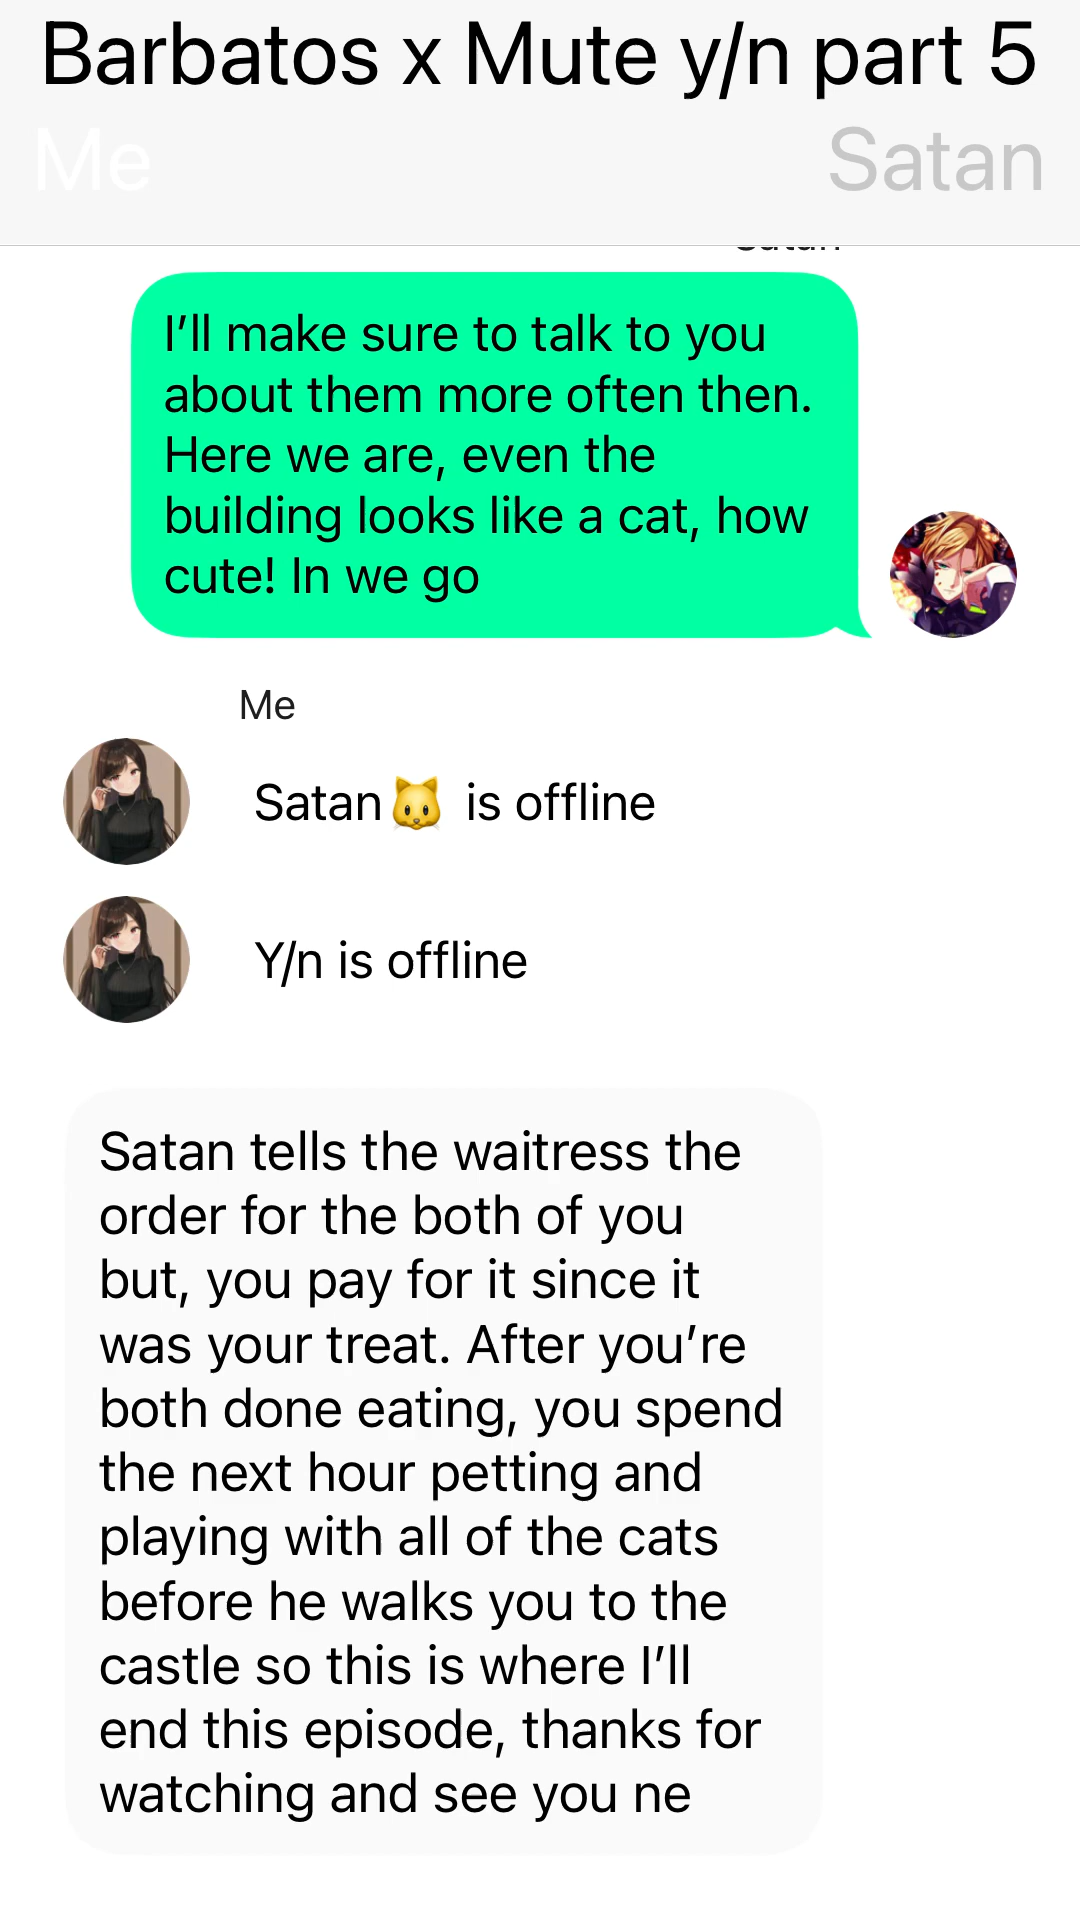 Barbatos x Mute y/n part 5
Me
Satan
I’ll make sure to talk to you
about them more often then.
Here we are, even the
building looks like a cat, how
cute! In we go
Me
Satan🐱 is offline
Y/n is offline
Satan tells the waitress the
order for the both of you
but, you pay for it since it
was your treat. After you’re
both done eating, you spend
the next hour petting and
playing with all of the cats
before he walks you to the
castle so this is where I’ll
end this episode, thanks for
watching and see you ne